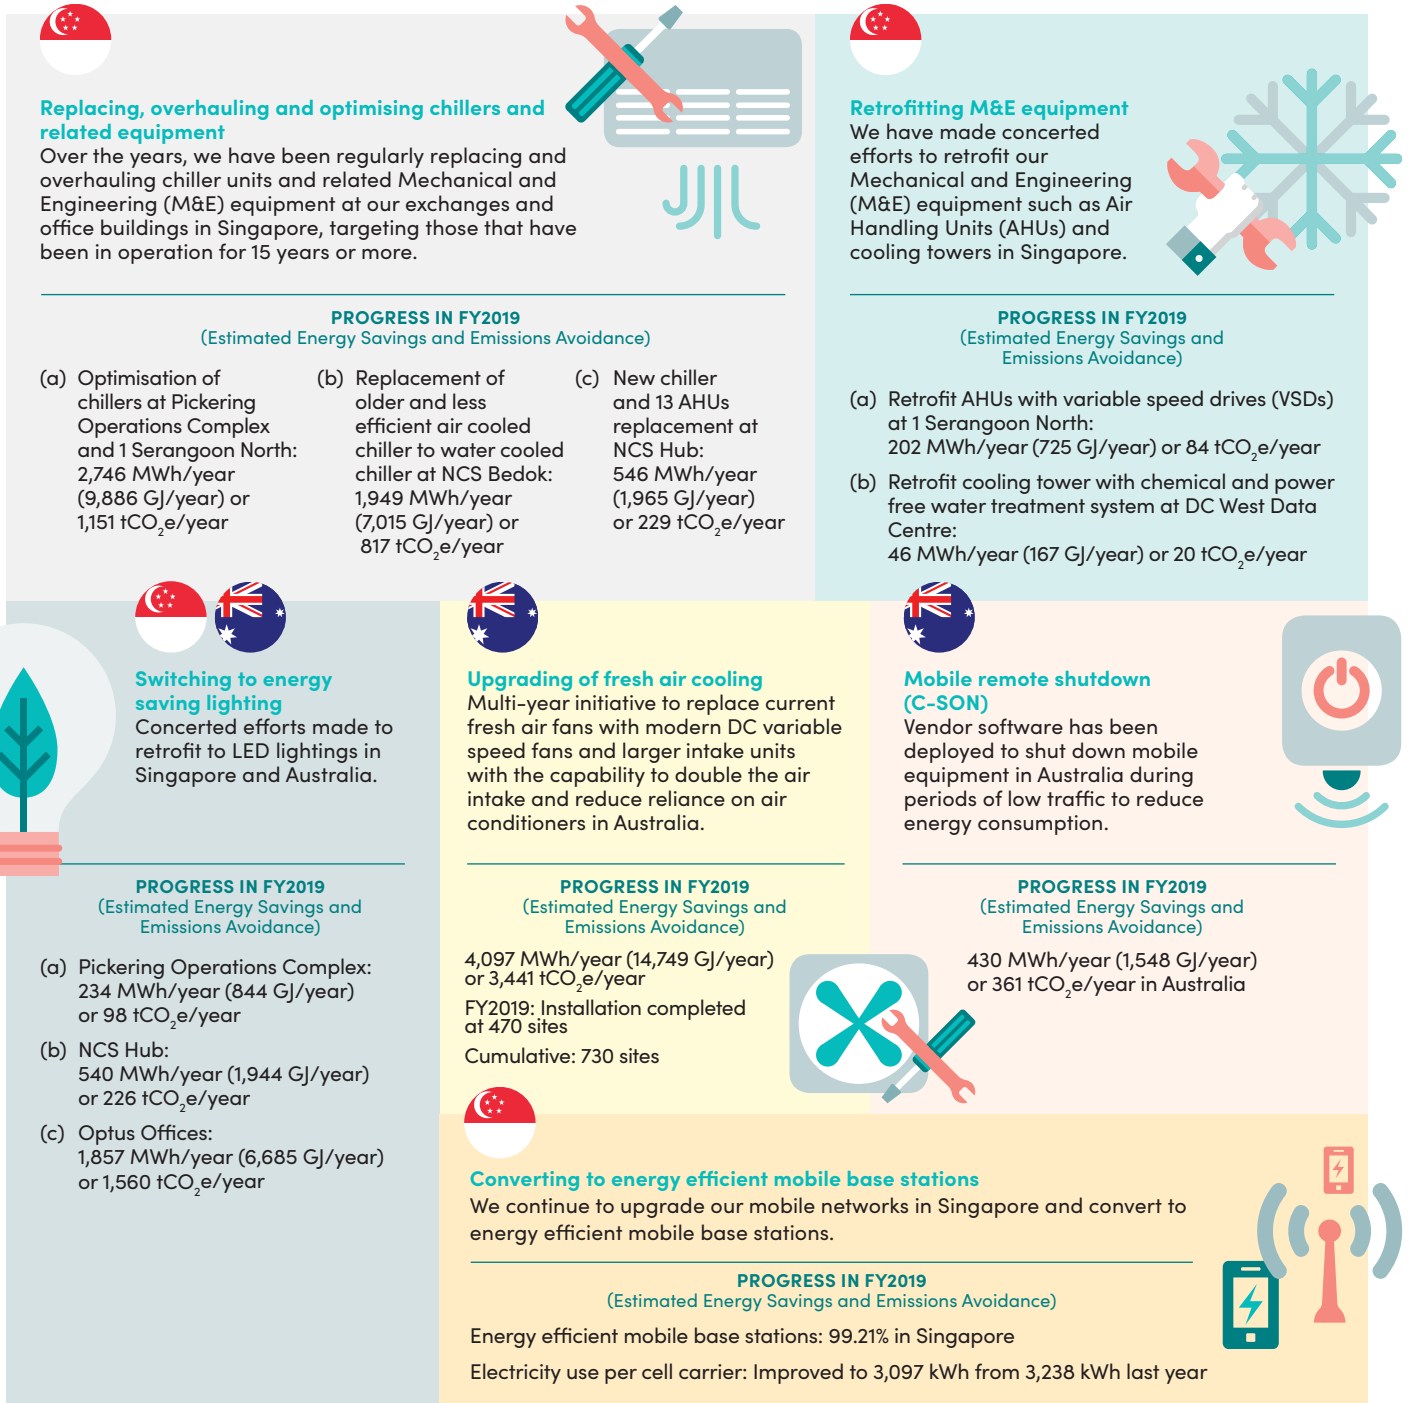 Replacing, overhauling and optimising chillers and
related equipment
Over the years, we have been regularly replacing and
overhauling chiller units and related Mechanical and
Engineering (M&E) equipment at our exchanges and
office buildings in Singapore, targeting those that have
been in operation for 15 years or more.
PROGRESS IN FY2019
(Estimated Energy Savings and Emissions Avoidance)
(a) Optimisation of
chillers at Pickering
Operations Complex
and 1 Serangoon North:
2,746 MWh/year
(9,886 GJ/year) or
1,151 tCO₂e/year
(b) Replacement of
older and less
efficient air cooled
chiller to water cooled
chiller at NCS Bedok:
1,949 MWh/year
(7,015 GJ/year) or
817 tCO₂e/year
(c) New chiller
and 13 AHUs
replacement at
NCS Hub:
546 MWh/year
(1,965 GJ/year)
or 229 tCO₂e/year
Retrofitting M&E equipment
We have made concerted
efforts to retrofit our
Mechanical and Engineering
(M&E) equipment such as Air
Handling Units (AHUs) and
cooling towers in Singapore.
PROGRESS IN FY2019
(Estimated Energy Savings and
Emissions Avoidance)
(a) Retrofit AHUs with variable speed drives (VSDs)
at 1 Serangoon North:
202 MWh/year (725 GJ/year) or 84 tCO₂e/year
(b) Retrofit cooling tower with chemical and power
free water treatment system at DC West Data
Centre:
46 MWh/year (167 GJ/year) or 20 tCO₂e/year
Switching to energy
saving lighting
Concerted efforts made to
retrofit to LED lightings in
Singapore and Australia.
PROGRESS IN FY2019
(Estimated Energy Savings and
Emissions Avoidance)
(a) Pickering Operations Complex:
234 MWh/year (844 GJ/year)
or 98 tCO₂e/year
(b) NCS Hub:
540 MWh/year (1,944 GJ/year)
or 226 tCO₂e/year
(c) Optus Offices:
1,857 MWh/year (6,685 GJ/year)
or 1,560 tCO₂e/year
Upgrading of fresh air cooling
Multi-year initiative to replace current
fresh air fans with modern DC variable
speed fans and larger intake units
with the capability to double the air
intake and reduce reliance on air
conditioners in Australia.
PROGRESS IN FY2019
(Estimated Energy Savings and
Emissions Avoidance)
4,097 MWh/year (14,749 GJ/year)
or 3,441 tCO₂e/year
FY2019: Installation completed
at 470 sites
Cumulative: 730 sites
Mobile remote shutdown
(C-SON)
Vendor software has been
deployed to shut down mobile
equipment in Australia during
periods of low traffic to reduce
energy consumption.
PROGRESS IN FY2019
(Estimated Energy Savings and
Emissions Avoidance)
430 MWh/year (1,548 GJ/year)
or 361 tCO₂e/year in Australia
Converting to energy efficient mobile base stations
We continue to upgrade our mobile networks in Singapore and convert to
energy efficient mobile base stations.
PROGRESS IN FY2019
(Estimated Energy Savings and Emissions Avoidance)
Energy efficient mobile base stations: 99.21% in Singapore
Electricity use per cell carrier: Improved to 3,097 kWh from 3,238 kWh last year